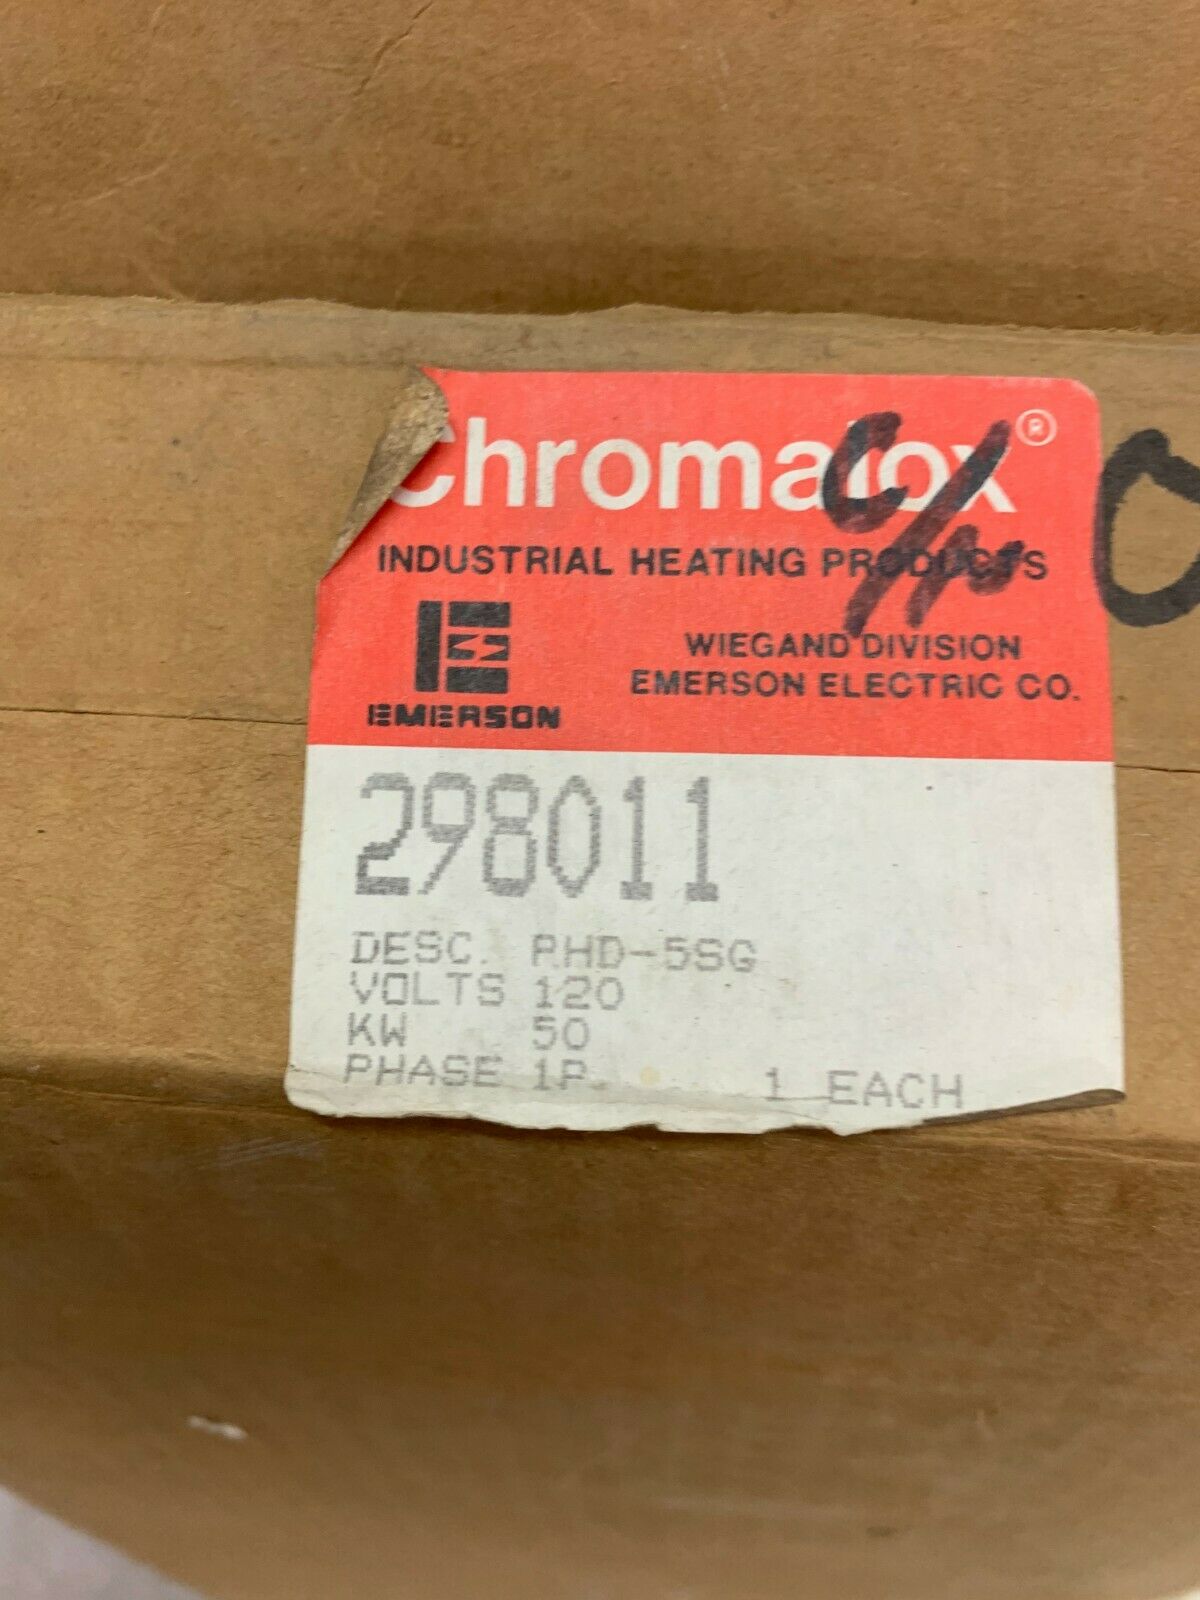 Chromalox®
INDUSTRIAL HEATING PRODUCTS
WIEGAND DIVISION
EMERSON ELECTRIC CO.
EMERSON
298011
DESC. PHD-5SG
VOLTS 120
KW 50
PHASE 1P 1 EACH